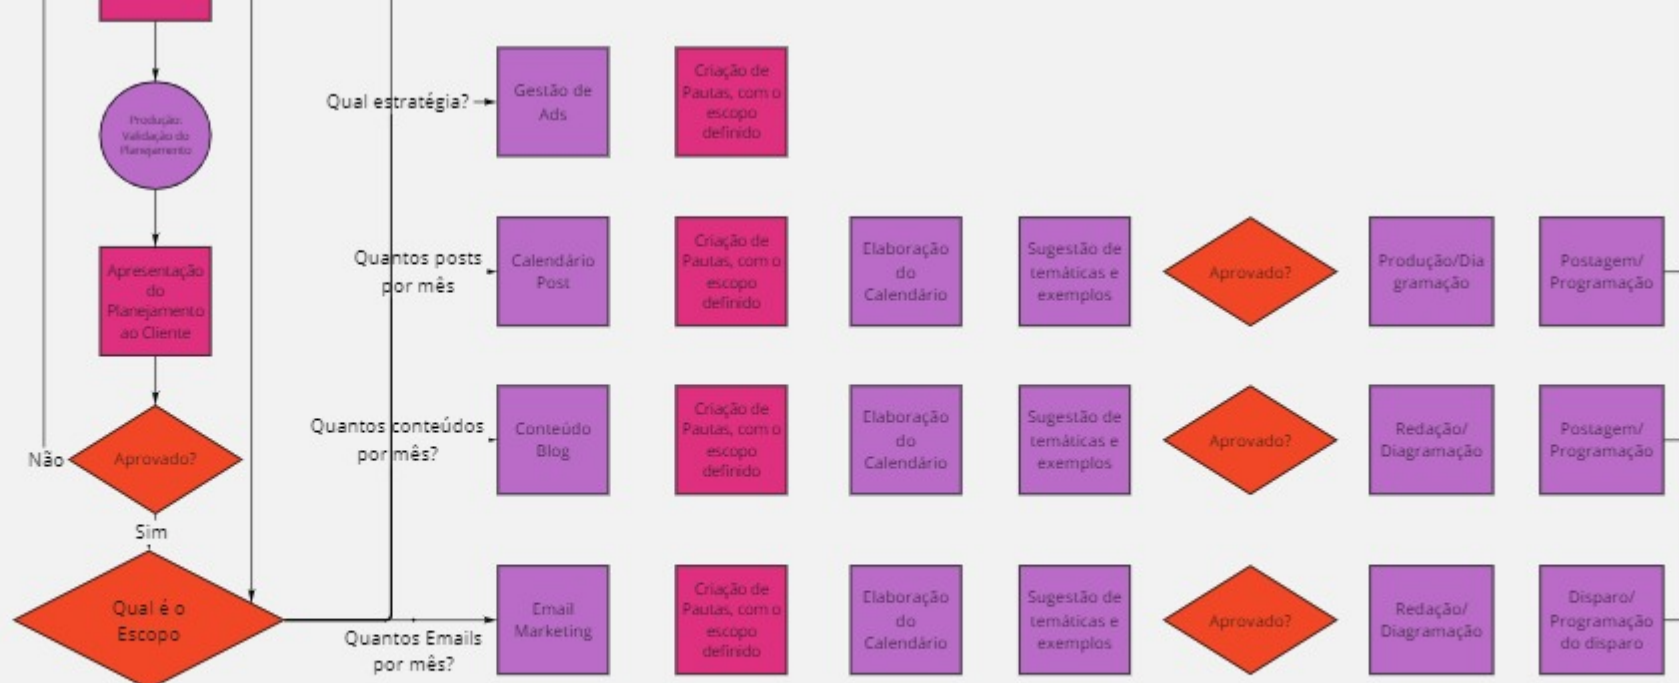 Produção:
Validação do
Planejamento
Apresentação
do
Planejamento
ao Cliente
Não
Aprovado?
Sim
Qual é o
Escopo
Qual estratégia?
Gestão de
Ads
Criação de
Pautas, com o
escopo
definido
Quantos posts
por mês
Calendário
Post
Criação de
Pautas, com o
escopo
definido
Elaboração
do
Calendário
Sugestão de
temáticas e
exemplos
Aprovado?
Produção/Dia
gramação
Postagem/
Programação
Quantos conteúdos
por mês?
Conteúdo
Blog
Criação de
Pautas, com o
escopo
definido
Elaboração
do
Calendário
Sugestão de
temáticas e
exemplos
Aprovado?
Redação/
Diagramação
Postagem/
Programação
Quantos Emails
por mês?
Email
Marketing
Criação de
Pautas, com o
escopo
definido
Elaboração
do
Calendário
Sugestão de
temáticas e
exemplos
Aprovado?
Redação/
Diagramação
Disparo/
Programação
do disparo